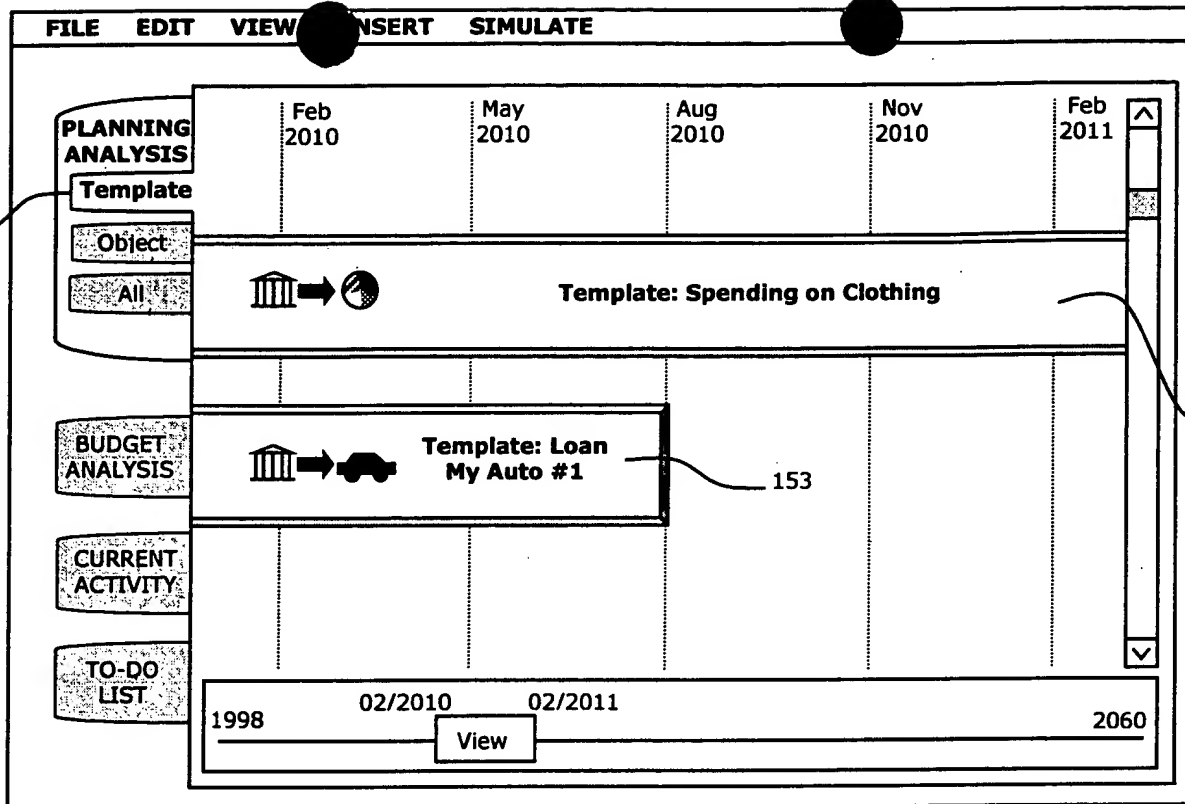 FILE EDIT VIEW NSERT SIMULATE
Feb
2010
May
2010
Aug
2010
Nov
2010
Feb
2011
PLANNING
ANALYSIS
Template
Object
All
Template: Spending on Clothing
BUDGET
ANALYSIS
Template: Loan
My Auto #1
153
CURRENT
ACTIVITY
TO-DO
LIST
02/2010 02/2011
1998
View
2060